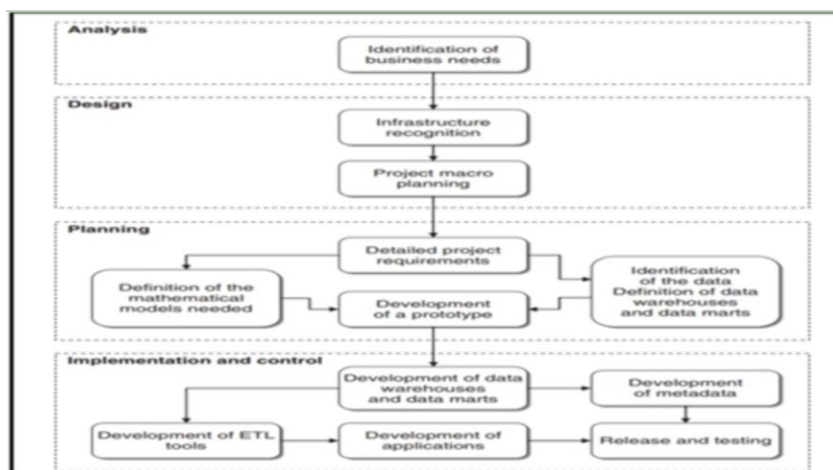 Analysis
Identification of
business needs
Design
Infrastructure
recognition
Project macro
planning
Planning
Detailed project
requirements
Definition of the
mathematical
models needed
Development
of a prototype
Identification
of the data
Definition of data
warehouses
and data marts
Implementation and control
Development of data
warehouses
and data marts
Development
of metadata
Development of ETL
tools
Development of
applications
Release and testing